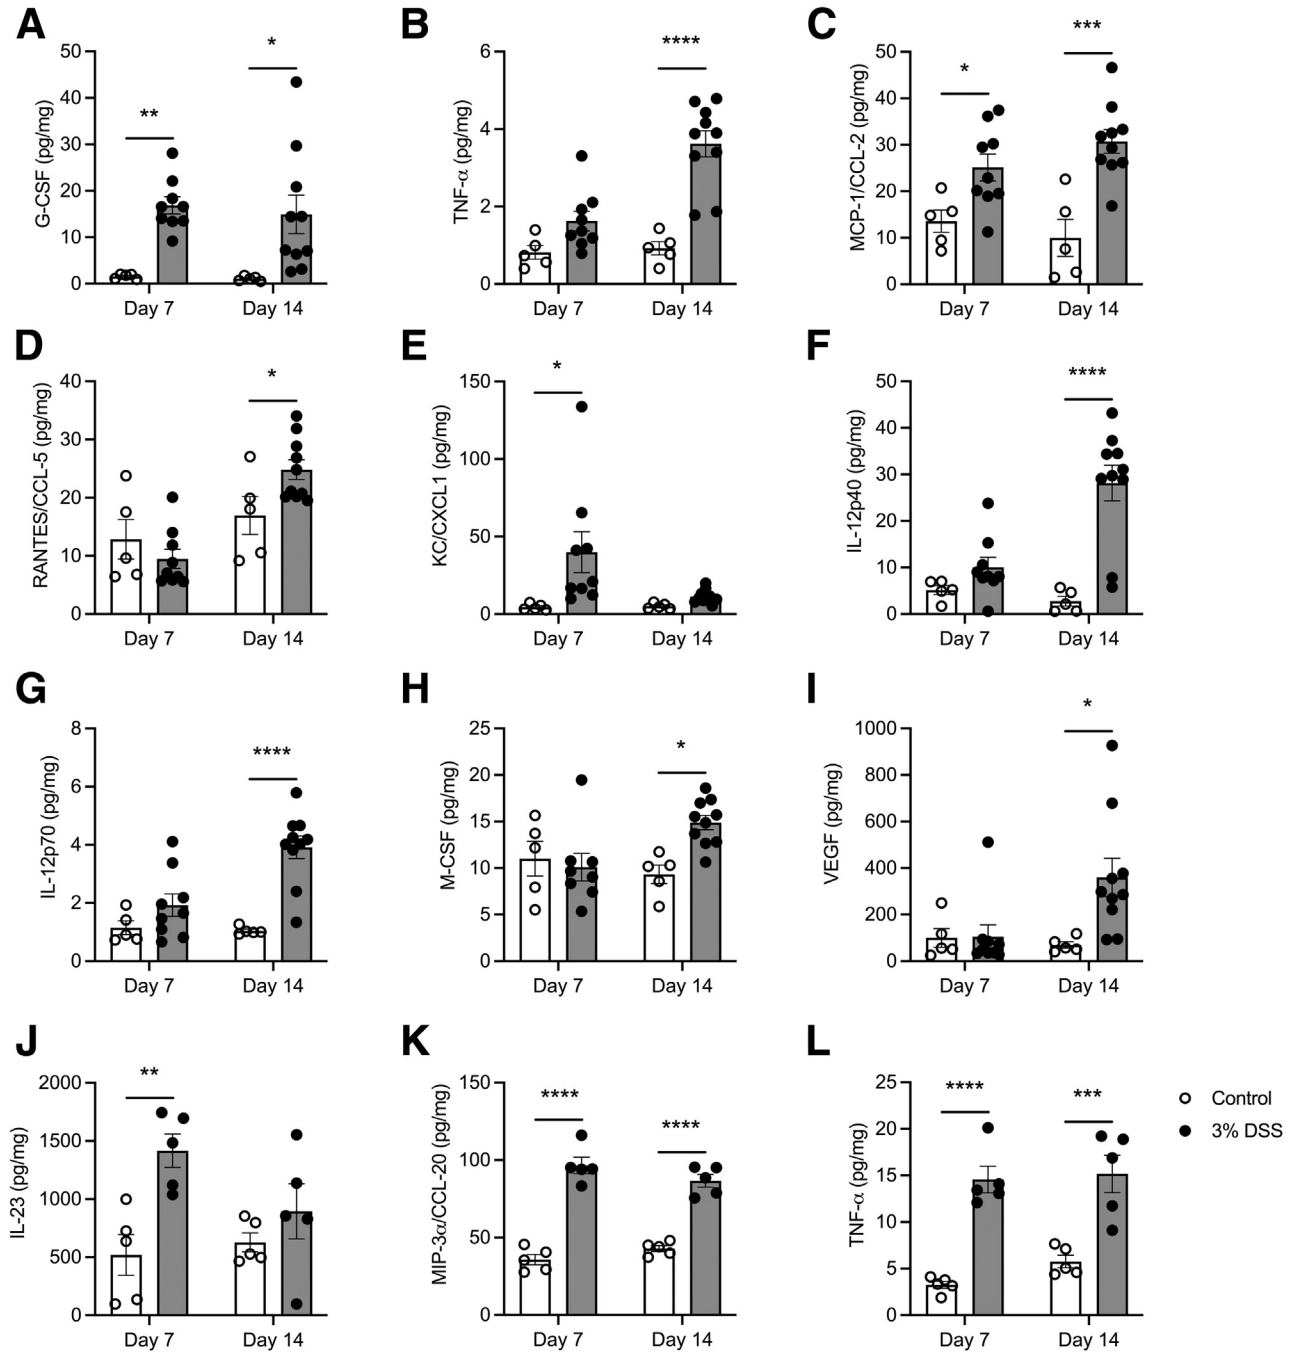 A
B
C
G-CSF (pg/mg)
50
40
30
20
10
0
**
*
Day 7
Day 14
TNF-α (pg/mg)
6
4
2
0
****
Day 7
Day 14
MCP-1/CCL-2 (pg/mg)
50
40
30
20
10
0
*
***
Day 7
Day 14
D
E
F
RANTES/CCL-5 (pg/mg)
40
30
20
10
0
*
Day 7
Day 14
KC/CXCL1 (pg/mg)
150
100
50
0
*
Day 7
Day 14
IL-12p40 (pg/mg)
50
40
30
20
10
0
****
Day 7
Day 14
G
H
I
IL-12p70 (pg/mg)
8
6
4
2
0
****
Day 7
Day 14
M-CSF (pg/mg)
25
20
15
10
5
0
*
Day 7
Day 14
VEGF (pg/mg)
1000
800
600
400
200
0
*
Day 7
Day 14
J
K
L
IL-23 (pg/mg)
2000
1500
1000
500
0
**
Day 7
Day 14
MIP-3α/CCL-20 (pg/mg)
150
100
50
0
****
****
Day 7
Day 14
TNF-α (pg/mg)
25
20
15
10
5
0
****
***
Day 7
Day 14
Control
3% DSS